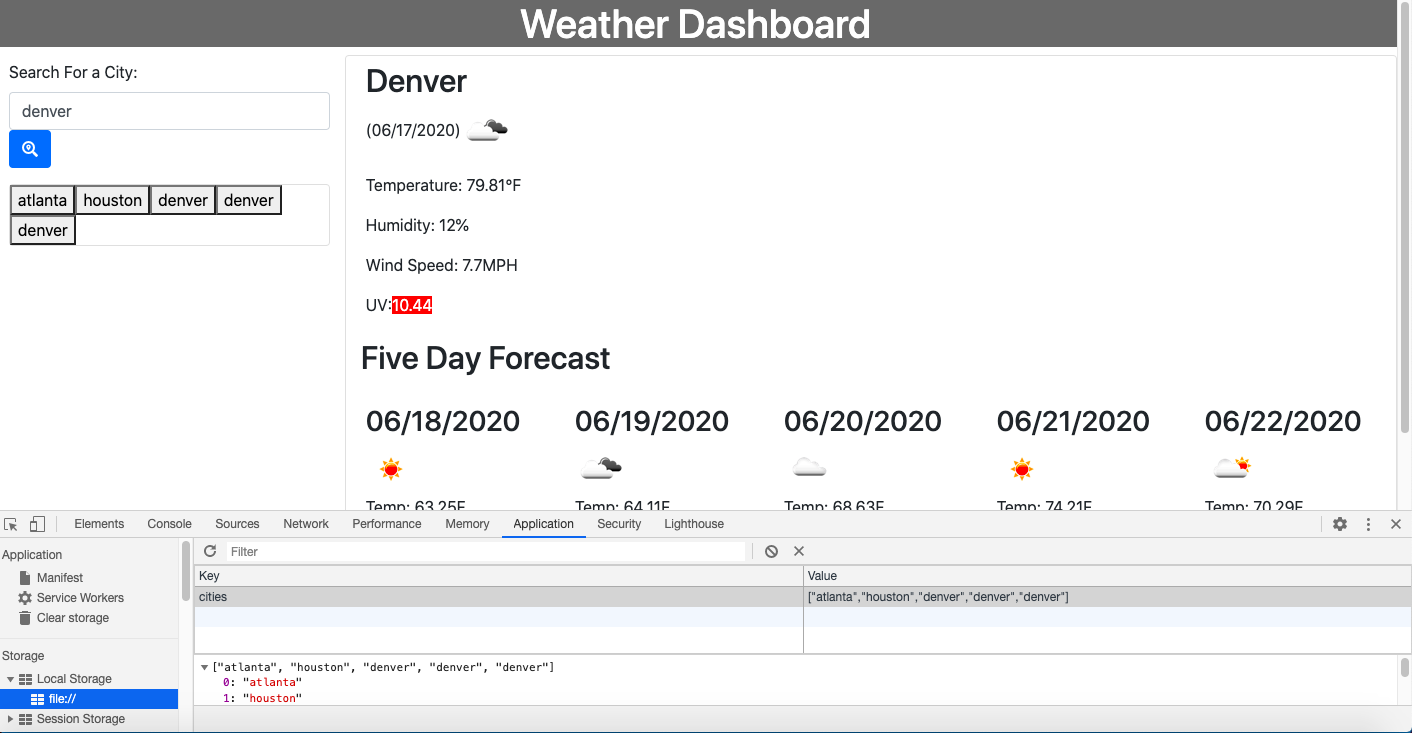 Weather Dashboard
Search For a City:
denver
atlanta houston denver denver
denver
Denver
(06/17/2020)
Temperature: 79.81°F
Humidity: 12%
Wind Speed: 7.7MPH
UV:10.44
Five Day Forecast
06/18/2020 06/19/2020 06/20/2020 06/21/2020 06/22/2020
Temp: 63.25F Temp: 64.11F Temp: 68.63F Temp: 74.21F Temp: 70.29F
Elements Console Sources Network Performance Memory Application Security Lighthouse
Application
Manifest
Service Workers
Clear storage
Storage
Local Storage
file://
Session Storage
Filter
Key Value
cities ["atlanta","houston","denver","denver","denver"]
["atlanta", "houston", "denver", "denver", "denver"]
0: "atlanta"
1: "houston"